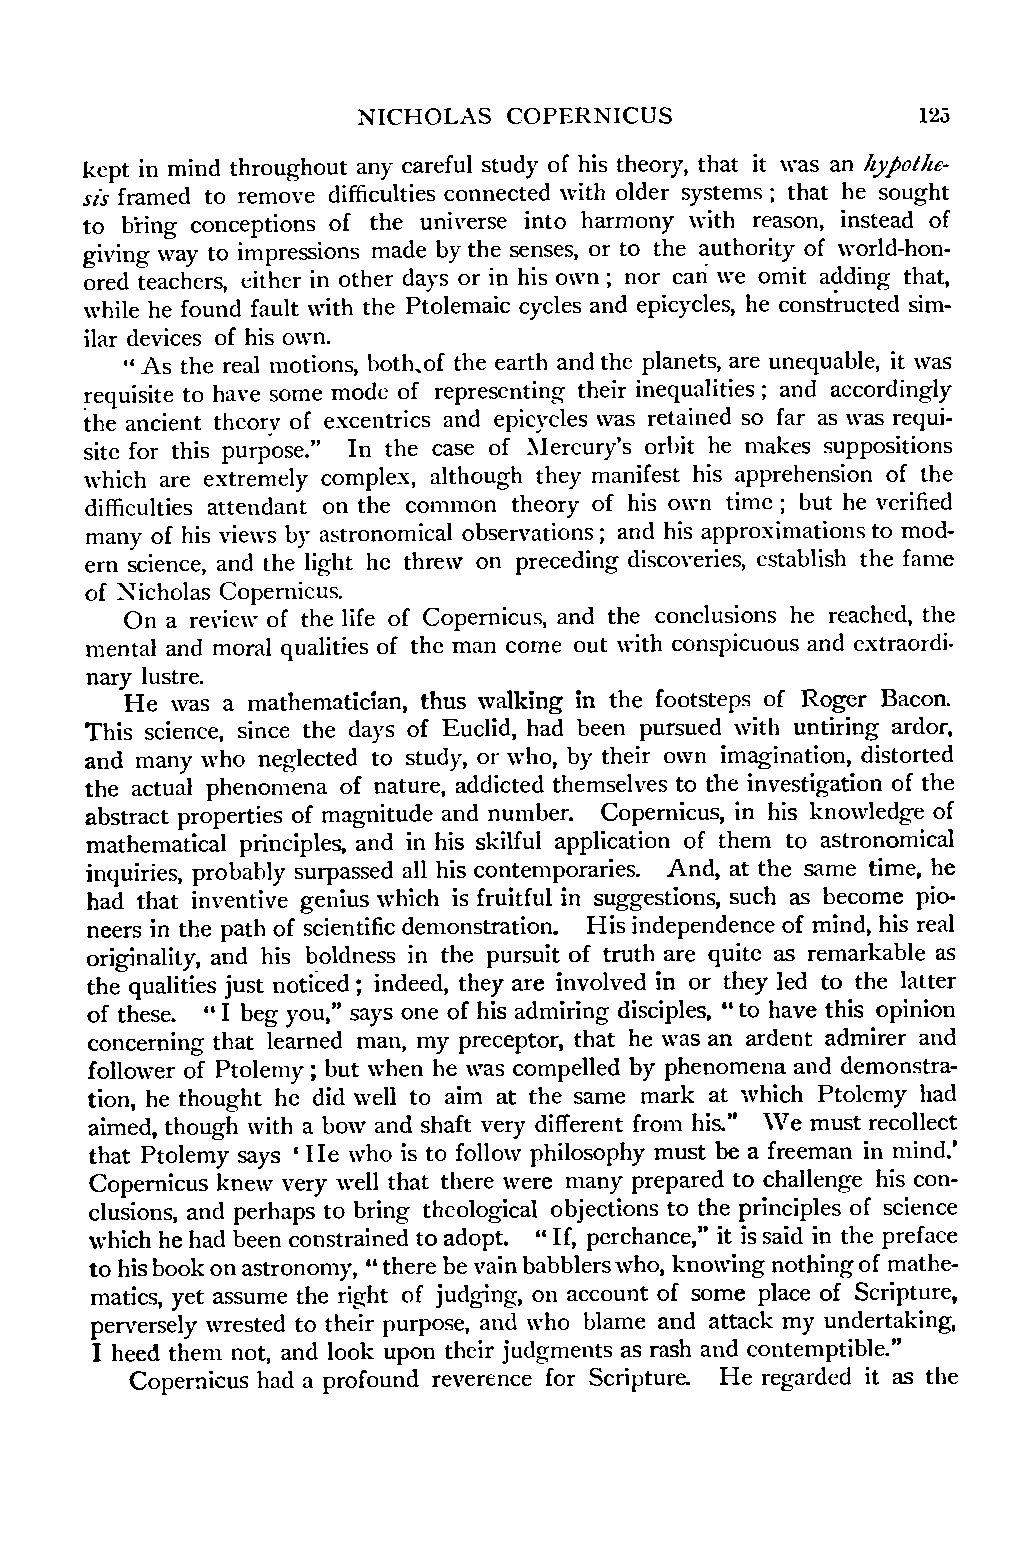 NICHOLAS COPERNICUS 125
kept in mind throughout any careful study of his theory, that it was an hypothe-
sis framed to remove difficulties connected with older systems; that he sought
to bring conceptions of the universe into harmony with reason, instead of
giving way to impressions made by the senses, or to the authority of world-hon-
ored teachers, either in other days or in his own; nor can we omit adding that,
while he found fault with the Ptolemaic cycles and epicycles, he constructed sim-
ilar devices of his own.
"As the real motions, both of the earth and the planets, are unequable, it was
requisite to have some mode of representing their inequalities; and accordingly
the ancient theory of excentrics and epicycles was retained so far as was requi-
site for this purpose." In the case of Mercury's orbit he makes suppositions
which are extremely complex, although they manifest his apprehension of the
difficulties attendant on the common theory of his own time; but he verified
many of his views by astronomical observations; and his approximations to mod-
ern science, and the light he threw on preceding discoveries, establish the fame
of Nicholas Copernicus.
On a review of the life of Copernicus, and the conclusions he reached, the
mental and moral qualities of the man come out with conspicuous and extraordi-
nary lustre.
He was a mathematician, thus walking in the footsteps of Roger Bacon.
This science, since the days of Euclid, had been pursued with untiring ardor,
and many who neglected to study, or who, by their own imagination, distorted
the actual phenomena of nature, addicted themselves to the investigation of the
abstract properties of magnitude and number. Copernicus, in his knowledge of
mathematical principles, and in his skilful application of them to astronomical
inquiries, probably surpassed all his contemporaries. And, at the same time, he
had that inventive genius which is fruitful in suggestions, such as become pio-
neers in the path of scientific demonstration. His independence of mind, his real
originality, and his boldness in the pursuit of truth are quite as remarkable as
the qualities just noticed; indeed, they are involved in or they led to the latter
of these. "I beg you," says one of his admiring disciples, "to have this opinion
concerning that learned man, my preceptor, that he was an ardent admirer and
follower of Ptolemy; but when he was compelled by phenomena and demonstra-
tion, he thought he did well to aim at the same mark at which Ptolemy had
aimed, though with a bow and shaft very different from his." We must recollect
that Ptolemy says 'He who is to follow philosophy must be a freeman in mind.'
Copernicus knew very well that there were many prepared to challenge his con-
clusions, and perhaps to bring theological objections to the principles of science
which he had been constrained to adopt. "If, perchance," it is said in the preface
to his book on astronomy, "there be vain babblers who, knowing nothing of mathe-
matics, yet assume the right of judging, on account of some place of Scripture,
perversely wrested to their purpose, and who blame and attack my undertaking,
I heed them not, and look upon their judgments as rash and contemptible."
Copernicus had a profound reverence for Scripture. He regarded it as the